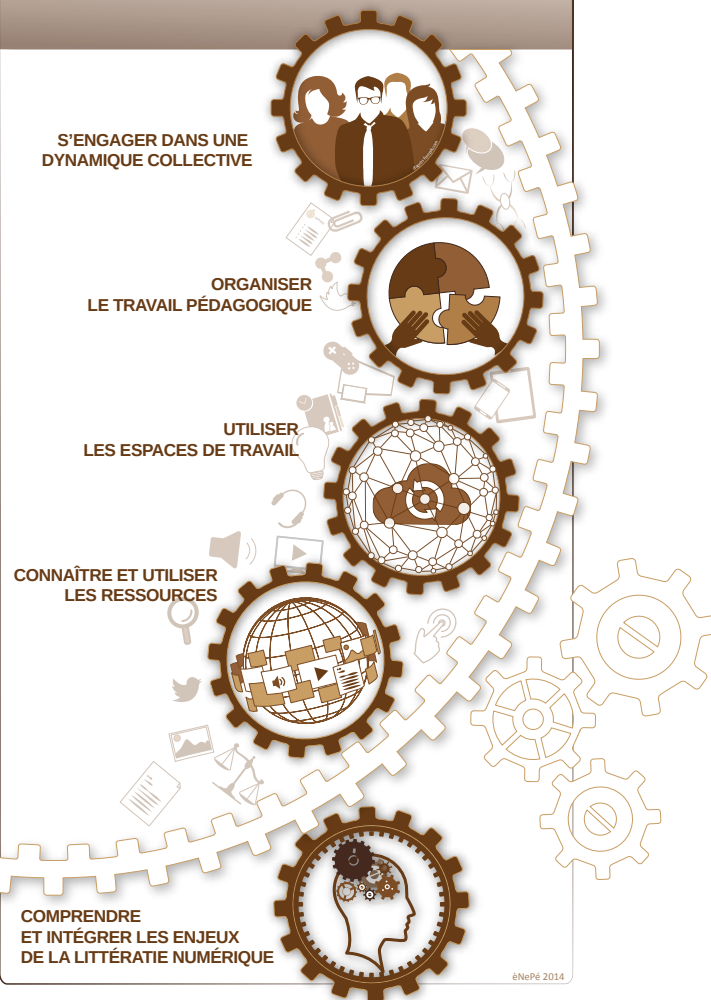 S'ENGAGER DANS UNE
DYNAMIQUE COLLECTIVE
ORGANISER
LE TRAVAIL PÉDAGOGIQUE
UTILISER
LES ESPACES DE TRAVAIL
CONNAÎTRE ET UTILISER
LES RESSOURCES
COMPRENDRE
ET INTÉGRER LES ENJEUX
DE LA LITTÉRATIE NUMÉRIQUE
èNePé 2014